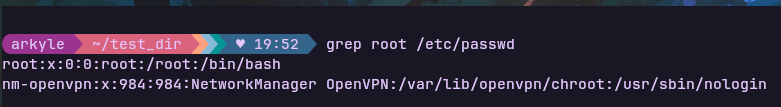 arkyle ~/test_dir ♥ 19:52 grep root /etc/passwd
root:x:0:0:root:/root:/bin/bash
nm-openvpn:x:984:984:NetworkManager OpenVPN:/var/lib/openvpn/chroot:/usr/sbin/nologin